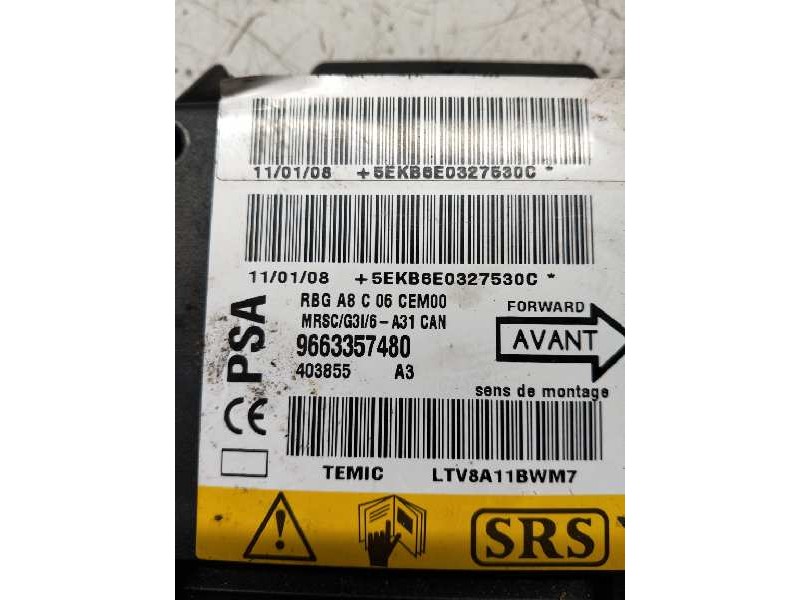 11/01/08 +5EKB6E0327530C *
11/01/08 +5EKB6E0327530C *
PSA
RBG A8 C 06 CEM00
MRSC/G3I/6-A31 CAN
9663357480
403855 A3
CE
FORWARD
AVANT
sens de montage
TEMIC LTV8A11BWM7
SRS